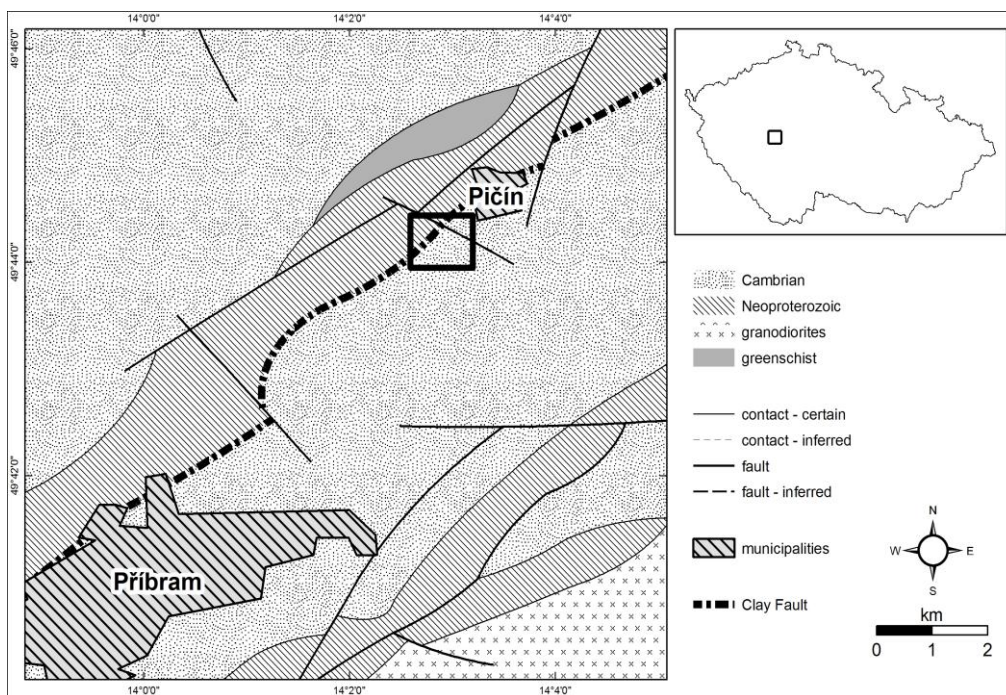 14°0'0"
14°2'0"
14°4'0"
49°46'0"
49°44'0"
49°42'0"
Pičín
Příbram
14°0'0"
14°2'0"
14°4'0"
Cambrian
Neoproterozoic
granodiorites
greenschist
contact - certain
contact - inferred
fault
fault - inferred
municipalities
Clay Fault
N
W
E
S
km
0 1 2